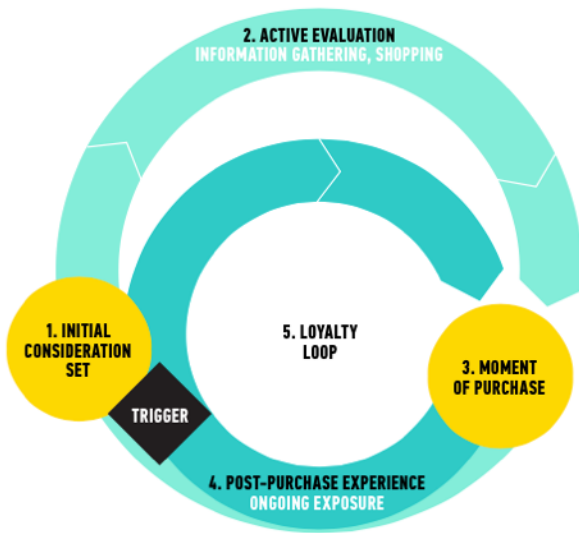 2. ACTIVE EVALUATION
INFORMATION GATHERING, SHOPPING
1. INITIAL
CONSIDERATION
SET
TRIGGER
5. LOYALTY
LOOP
3. MOMENT
OF PURCHASE
4. POST-PURCHASE EXPERIENCE
ONGOING EXPOSURE